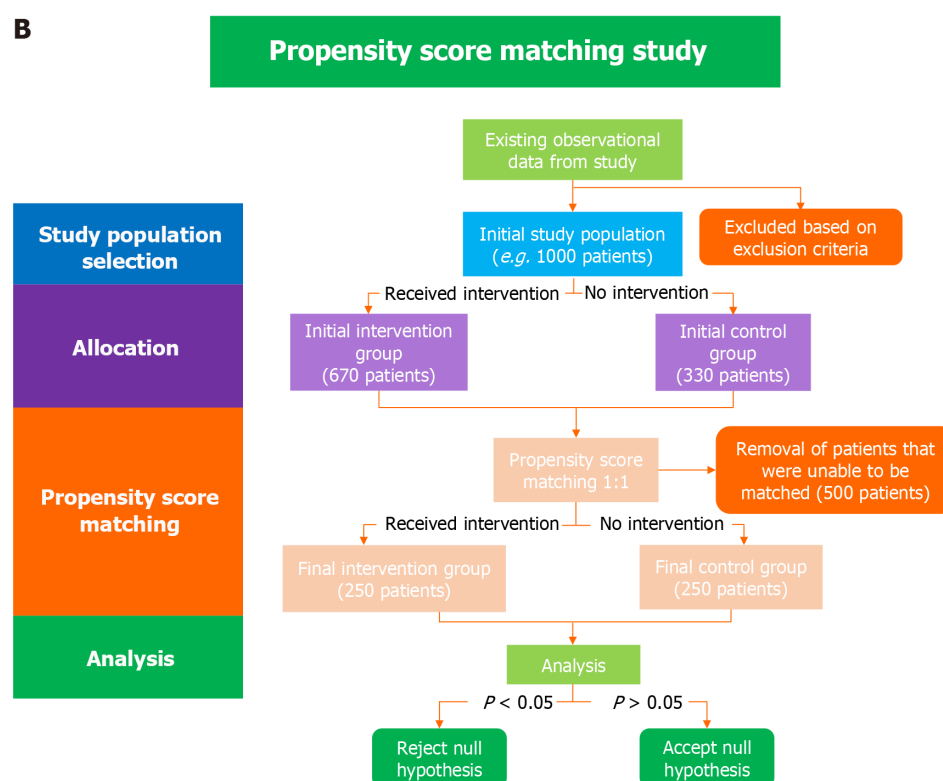 B
Propensity score matching study
Existing observational
data from study
Study population
selection
Initial study population
(e.g. 1000 patients)
Excluded based on
exclusion criteria
Received intervention
No intervention
Allocation
Initial intervention
group
(670 patients)
Initial control
group
(330 patients)
Propensity score
matching
Propensity score
matching 1:1
Removal of patients that
were unable to be
matched (500 patients)
Received intervention
No intervention
Final intervention group
(250 patients)
Final control group
(250 patients)
Analysis
Analysis
P < 0.05
P > 0.05
Reject null
hypothesis
Accept null
hypothesis